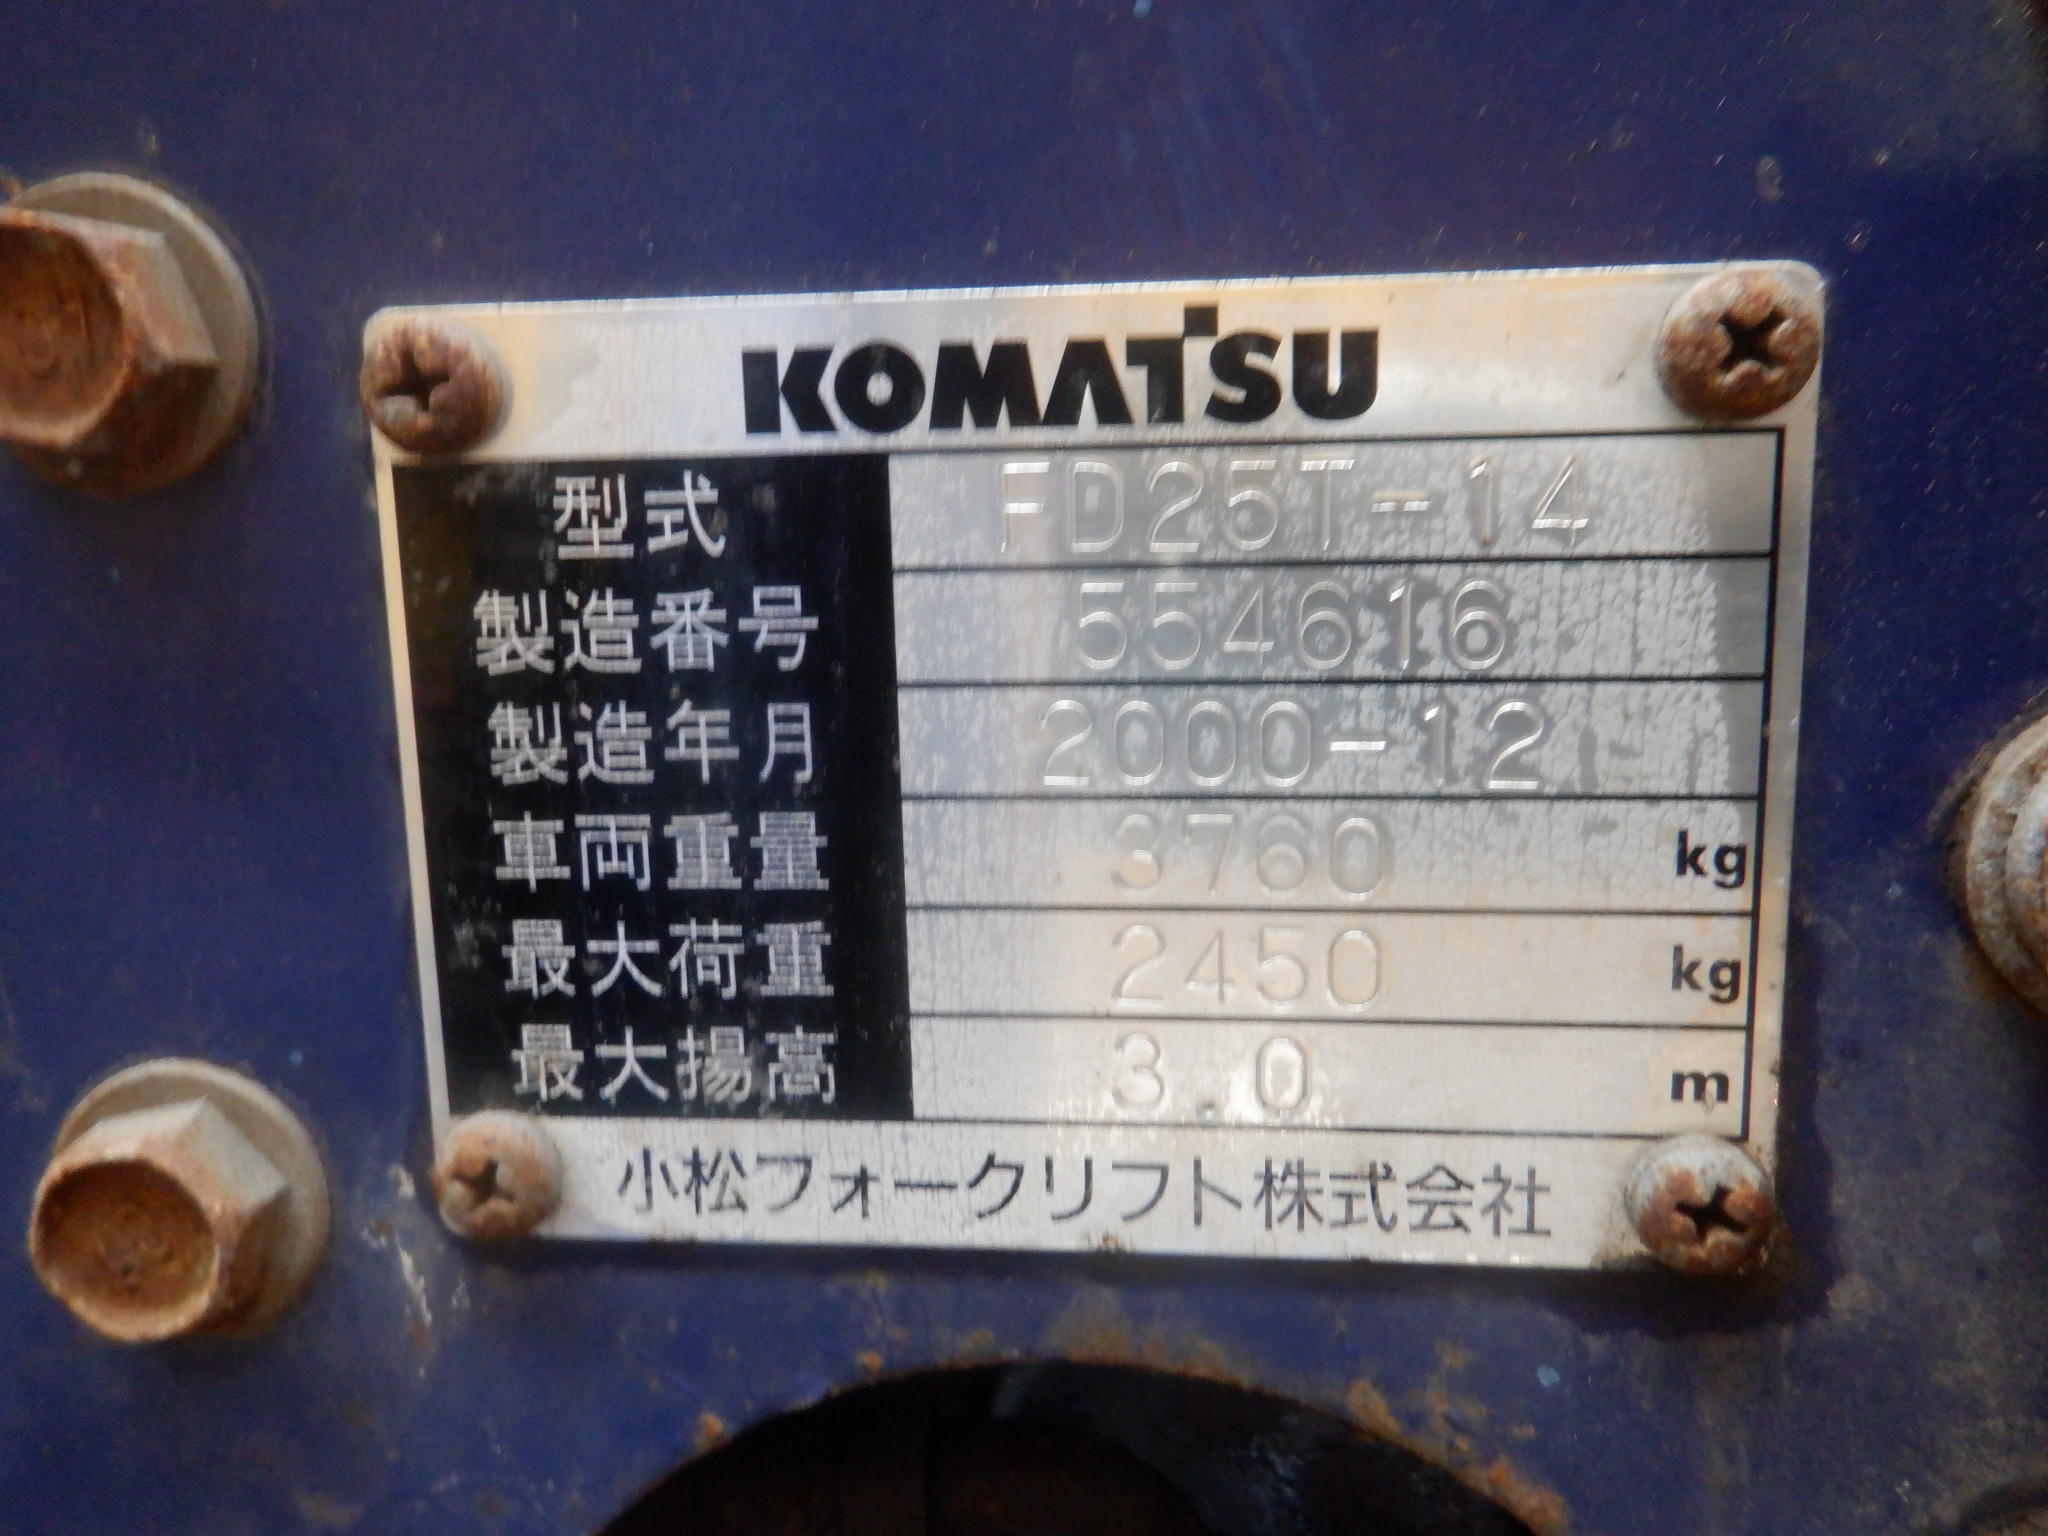 KOMATSU
型式 FD25T-14
製造番号 554616
製造年月 2000-12
車両重量 3760 kg
最大荷重 2450 kg
最大揚高 3.0 m
小松フォークリフト株式会社